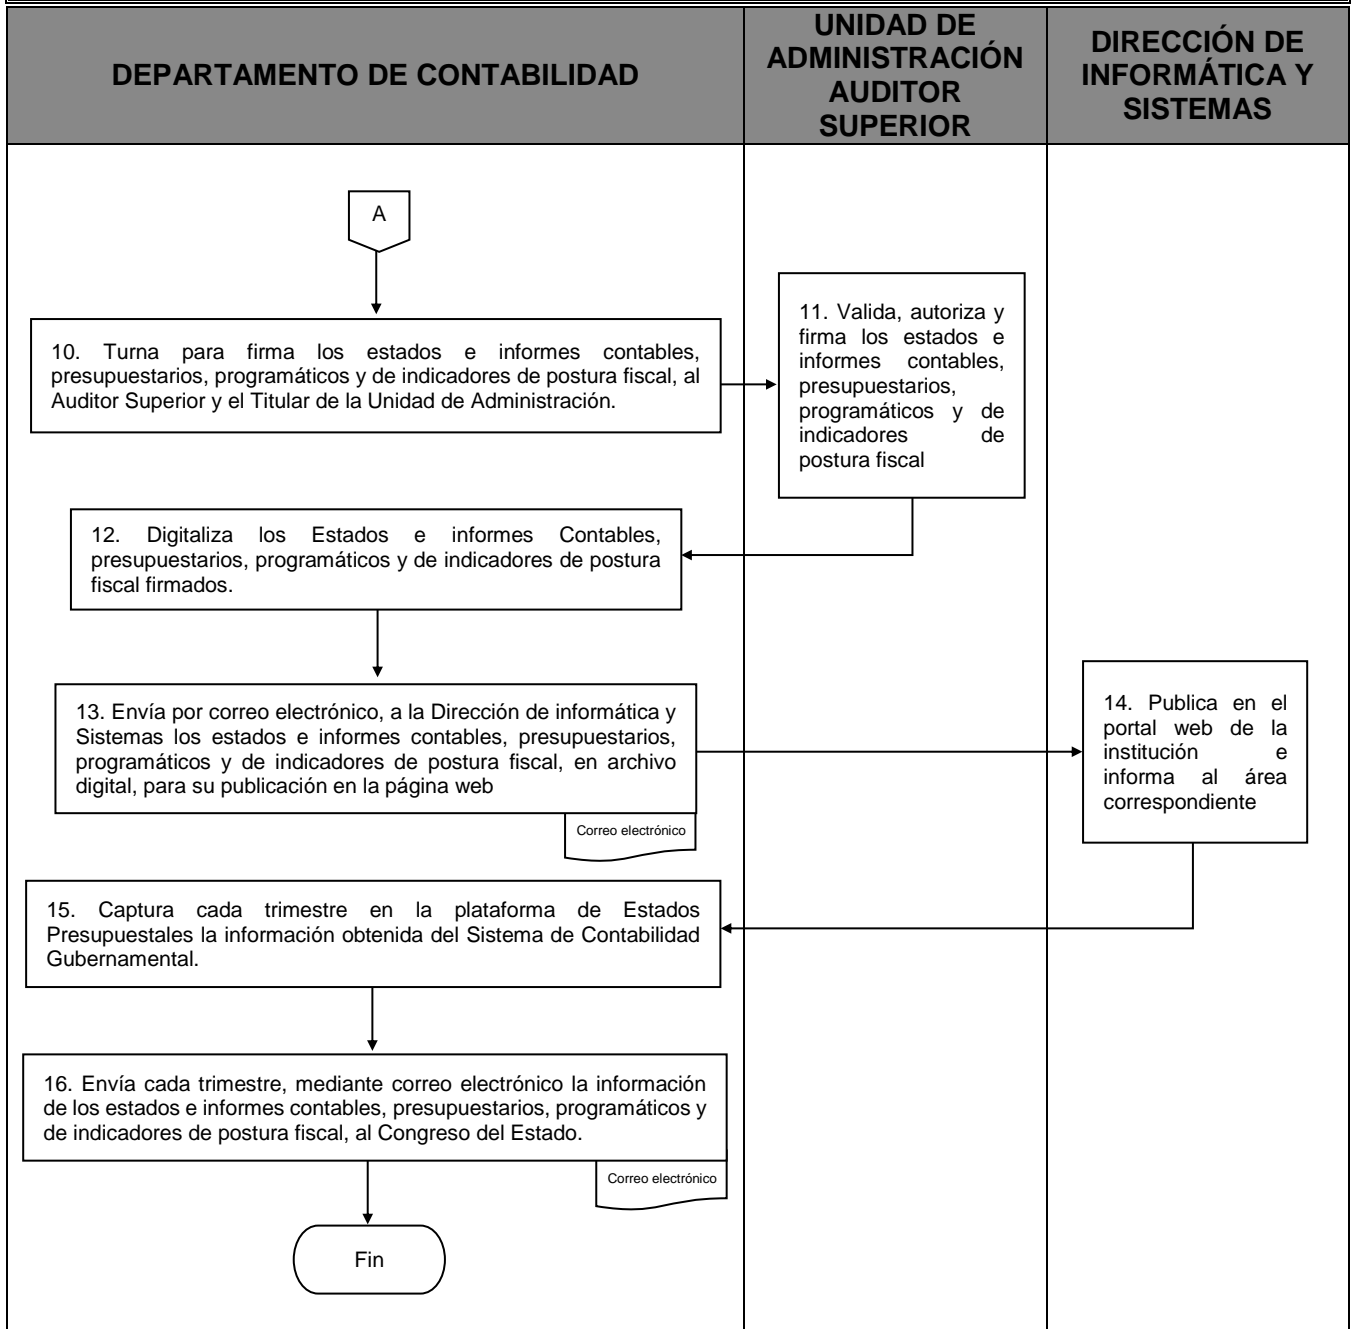 DEPARTAMENTO DE CONTABILIDAD
UNIDAD DE
ADMINISTRACIÓN
AUDITOR
SUPERIOR
DIRECCIÓN DE
INFORMÁTICA Y
SISTEMAS
A
10. Turna para firma los estados e informes contables,
presupuestarios, programáticos y de indicadores de postura fiscal, al
Auditor Superior y el Titular de la Unidad de Administración.
11. Valida, autoriza y
firma los estados e
informes contables,
presupuestarios,
programáticos y de
indicadores de
postura fiscal
12. Digitaliza los Estados e informes Contables,
presupuestarios, programáticos y de indicadores de postura
fiscal firmados.
13. Envía por correo electrónico, a la Dirección de informática y
Sistemas los estados e informes contables, presupuestarios,
programáticos y de indicadores de postura fiscal, en archivo
digital, para su publicación en la página web
Correo electrónico
14. Publica en el
portal web de la
institución e
informa al área
correspondiente
15. Captura cada trimestre en la plataforma de Estados
Presupuestales la información obtenida del Sistema de Contabilidad
Gubernamental.
16. Envía cada trimestre, mediante correo electrónico la información
de los estados e informes contables, presupuestarios, programáticos y
de indicadores de postura fiscal, al Congreso del Estado.
Correo electrónico
Fin